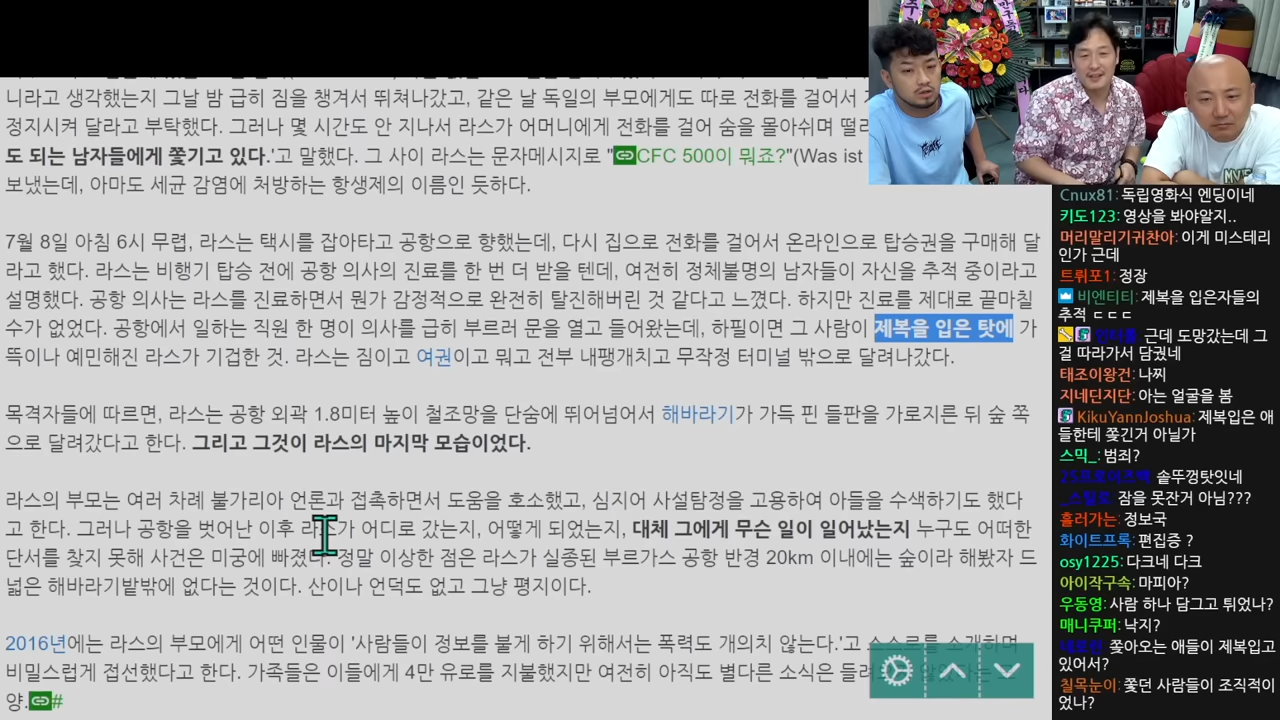 니라고 생각했는지 그날 밤 급히 짐을 챙겨서 뛰쳐나갔고, 같은 날 독일의 부모에게도 따로 전화를 걸어서
정지시켜 달라고 부탁했다. 그러나 몇 시간도 안 지나서 라스가 어머니에게 전화를 걸어 숨을 몰아쉬며
도 되는 남자들에게 쫓기고 있다.'고 말했다. 그 사이 라스는 문자메시지로 "CFC 500이 뭐죠?"(Was ist
보냈는데, 아마도 세균 감염에 처방하는 항생제의 이름인 듯하다.
7월 8일 아침 6시 무렵, 라스는 택시를 잡아타고 공항으로 향했는데, 다시 집으로 전화를 걸어서 온라인으로 탑승권을 구매해 달
라고 했다. 라스는 비행기 탑승 전에 공항 의사의 진료를 한 번 더 받을 텐데, 여전히 정체불명의 남자들이 자신을 추적 중이라고
설명했다. 공항 의사는 라스를 진료하면서 뭔가 감정적으로 완전히 탈진해버린 것 같다고 느꼈다. 하지만 진료를 제대로 끝마칠
수가 없었다. 공항에서 일하는 직원 한 명이 의사를 급히 부르러 문을 열고 들어왔는데, 하필이면 그 사람이 제복을 입은 탓에 가
뜩이나 예민해진 라스가 기겁한 것. 라스는 짐이고 여권이고 뭐고 전부 내팽개치고 무작정 터미널 밖으로 달려나갔다.
목격자들에 따르면, 라스는 공항 외곽 1.8미터 높이 철조망을 단숨에 뛰어넘어서 해바라기가 가득 핀 들판을 가로지른 뒤 숲 쪽
으로 달려갔다고 한다. 그리고 그것이 라스의 마지막 모습이었다.
라스의 부모는 여러 차례 불가리아 언론과 접촉하면서 도움을 호소했고, 심지어 사설탐정을 고용하여 아들을 수색하기도 했다
고 한다. 그러나 공항을 벗어난 이후 갔는지, 어떻게 되었는지, 대체 그에게 무슨 일이 일어났는지 누구도 어떠한
단서를 찾지 못해 사건은 미궁에 빠졌다. 정말 이상한 점은 라스가 실종된 부르가스 공항 반경 20km 이내에는 숲이라 해봤자 드
넓은 해바라기밭밖에 없다는 것이다. 산이나 언덕도 없고 그냥 평지이다.
2016년에는 라스의 부모에게 어떤 인물이 '사람들이 정보를 불게 하기 위해서는 폭력도 개의치 않는다.'고 스스로를 소개하며
비밀스럽게 접선했다고 한다. 가족들은 이들에게 4만 유로를 지불했지만 여전히 아직도 별다른 소식은
양.#
Cnux81: 독립영화식 엔딩이네
키도123: 영상을 봐야알지..
머리말리기귀찬아: 이게 미스테리
인가 근데
트뤼포1: 정장
비엔티티: 제복을 입은자들의
추적 ㄷㄷㄷ
근데 도망갔는데 그
걸 따라가서 담궜네
태조이왕건: 나찌
지네딘지단: 아는 얼굴을 봄
KikuYannJoshua: 제복입은 애
들한테 쫓긴거 아닐가
스믹_: 범죄?
솥뚜껑탓잇네
잠을 못잔거 아님???
홀러가는: 정보국
화이트프록: 편집증 ?
osy1225: 다크네 다크
아이작구속: 마피아?
우동영: 사람 하나 담그고 튀었나?
매니쿠퍼: 낙지?
쫓아오는 애들이 제복입고
있어서?
칠목눈이: 쫓던 사람들이 조직적이
었나?